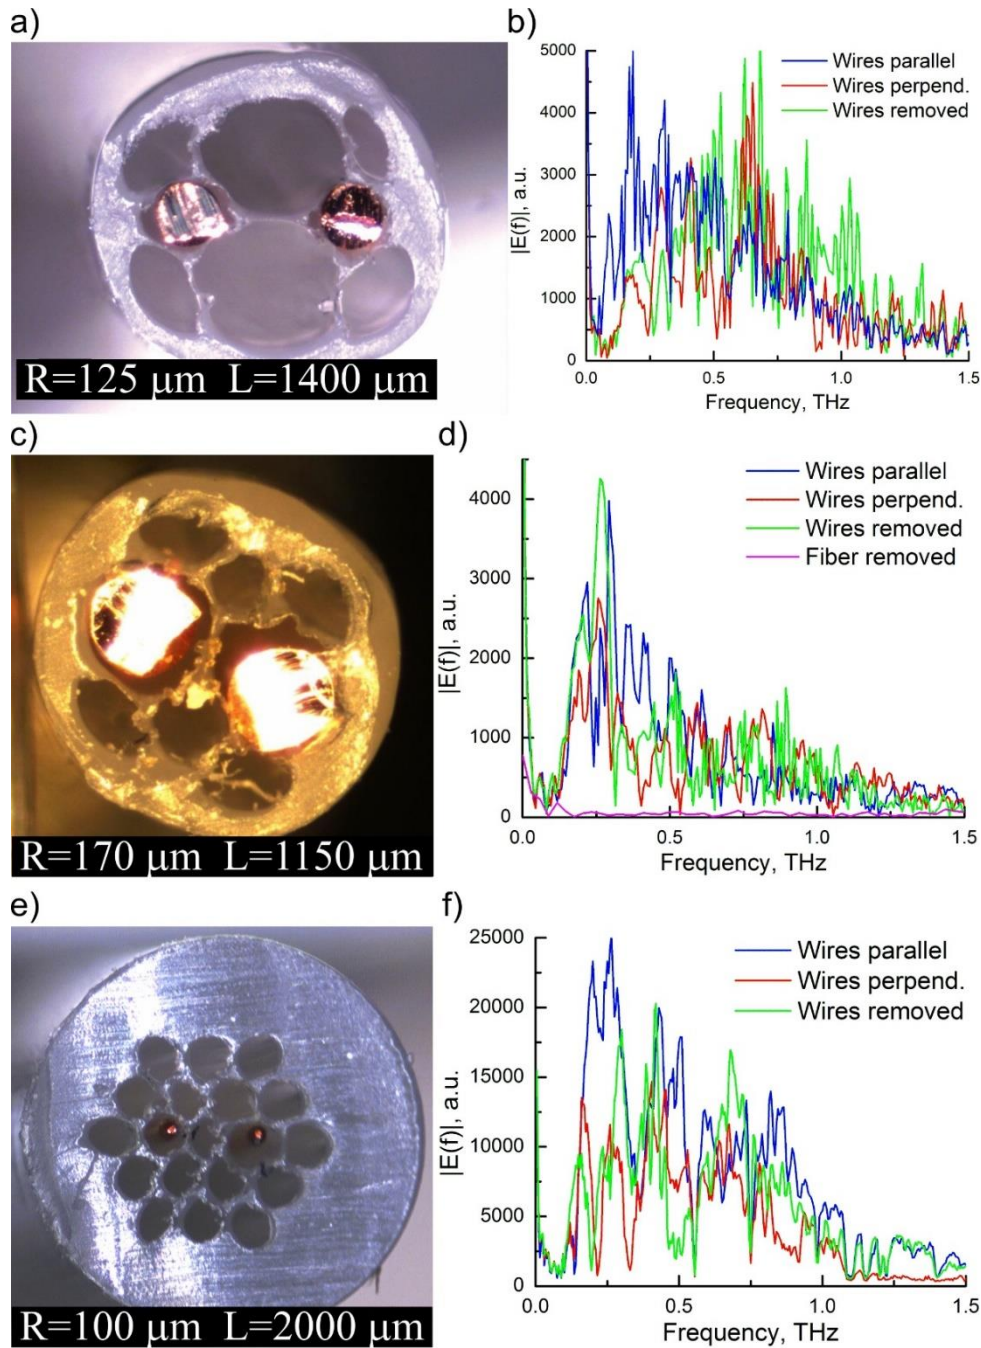 a)
R=125 μm L=1400 μm
b)
5000
4000
3000
2000
1000
0
|E(f)|, a.u.
Wires parallel
Wires perpend.
Wires removed
0.0 0.5 1.0 1.5
Frequency, THz
c)
R=170 μm L=1150 μm
d)
4000
3000
2000
1000
0
|E(f)|, a.u.
Wires parallel
Wires perpend.
Wires removed
Fiber removed
0.0 0.5 1.0 1.5
Frequency, THz
e)
R=100 μm L=2000 μm
f)
25000
20000
15000
10000
5000
0
|E(f)|, a.u.
Wires parallel
Wires perpend.
Wires removed
0.0 0.5 1.0 1.5
Frequency, THz